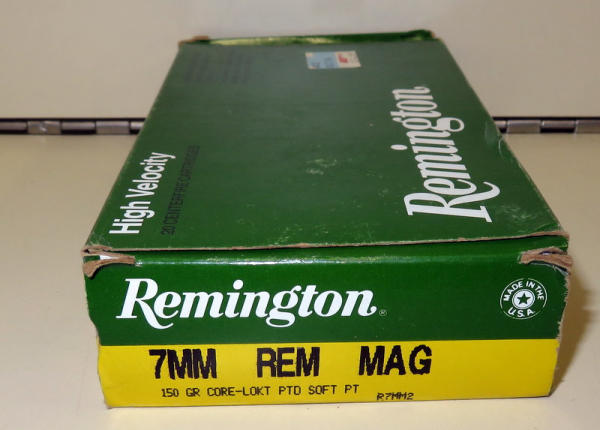 High Velocity
20 CENTERFIRE CARTRIDGES
Remington
Remington®
MADE IN THE U.S.A.
7MM REM MAG
150 GR CORE-LOKT PTD SOFT PT
R7MM2